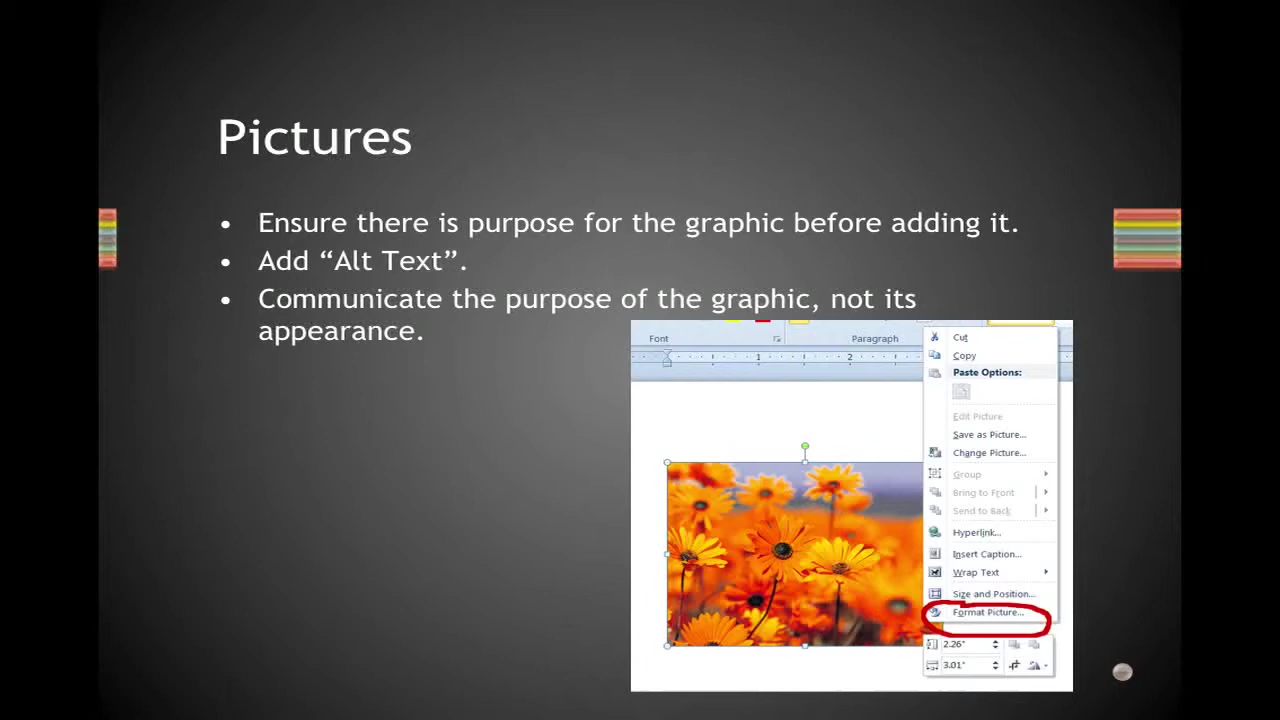 Pictures
• Ensure there is purpose for the graphic before adding it.
• Add “Alt Text”.
• Communicate the purpose of the graphic, not its
appearance.
Font
Paragraph
1
2
Cut
Copy
Paste Options:
Edit Picture
Save as Picture...
Change Picture...
Group
Bring to Front
Send to Back
Hyperlink...
Insert Caption...
Wrap Text
Size and Position...
Format Picture...
2.26"
3.01"